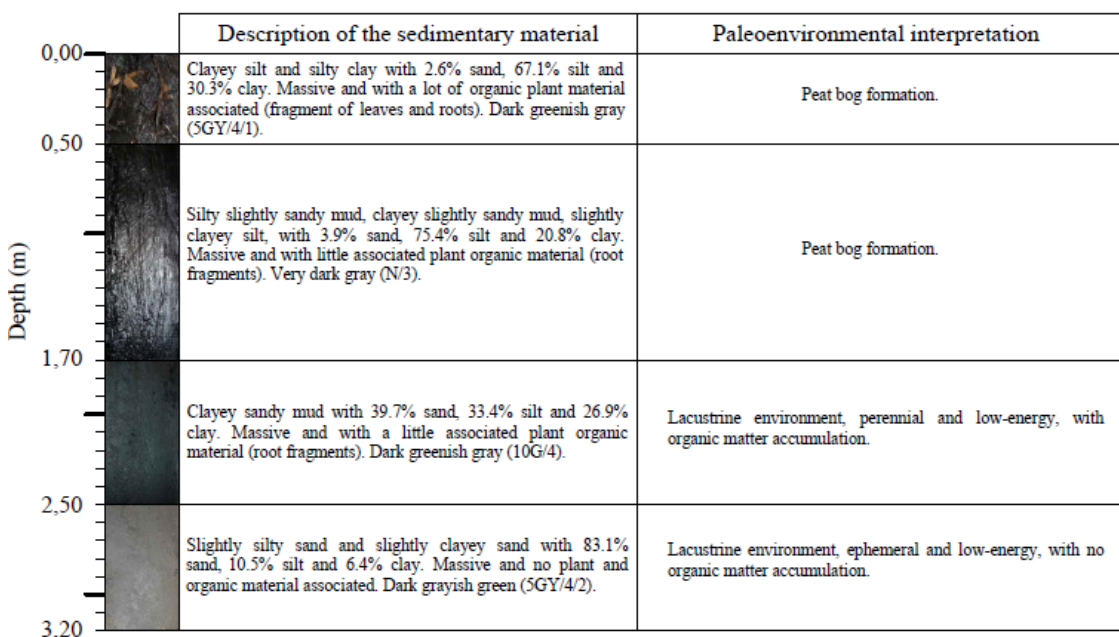 Description of the sedimentary material
Paleoenvironmental interpretation
Depth (m)
0,00
Clayey silt and silty clay with 2.6% sand, 67.1% silt and
30.3% clay. Massive and with a lot of organic plant material
associated (fragment of leaves and roots). Dark greenish gray
(5GY/4/1).
Peat bog formation.
0,50
Silty slightly sandy mud, clayey slightly sandy mud, slightly
clayey silt, with 3.9% sand, 75.4% silt and 20.8% clay.
Massive and with little associated plant organic material (root
fragments). Very dark gray (N/3).
Peat bog formation.
1,70
Clayey sandy mud with 39.7% sand, 33.4% silt and 26.9%
clay. Massive and with a little associated plant organic
material (root fragments). Dark greenish gray (10G/4).
Lacustrine environment, perennial and low-energy, with
organic matter accumulation.
2,50
Slightly silty sand and slightly clayey sand with 83.1%
sand, 10.5% silt and 6.4% clay. Massive and no plant and
organic material associated. Dark grayish green (5GY/4/2).
Lacustrine environment, ephemeral and low-energy, with no
organic matter accumulation.
3,20